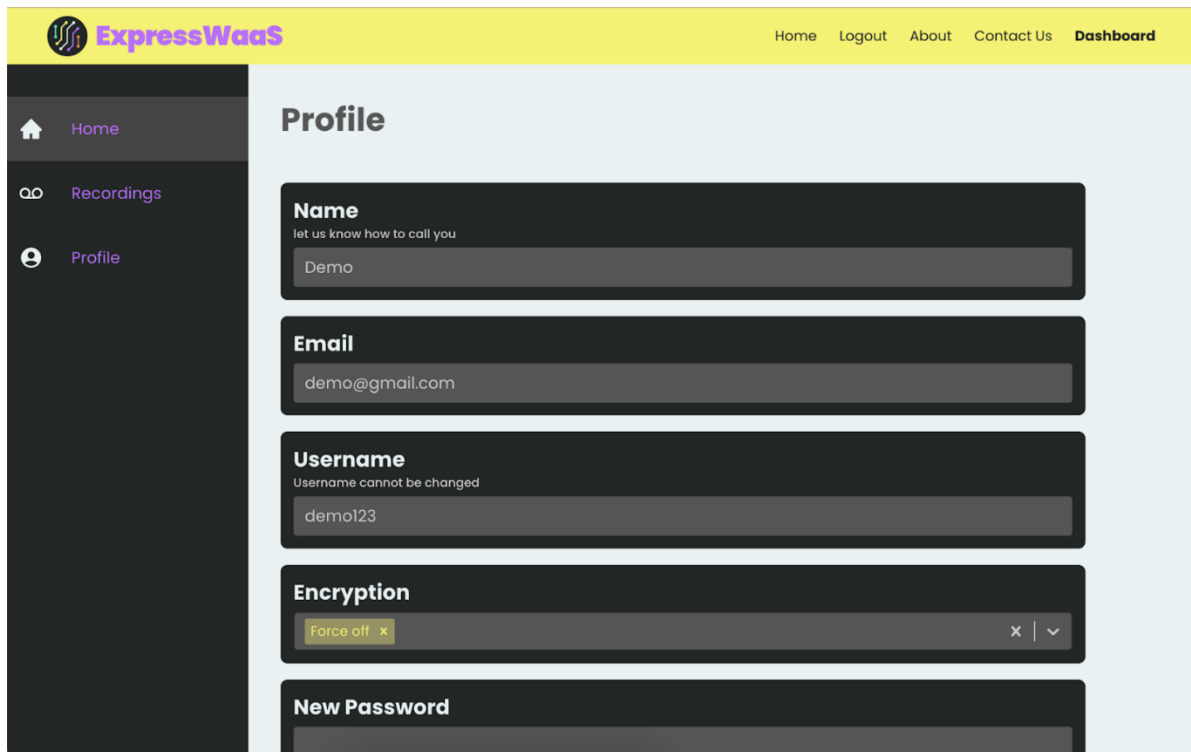 ExpressWaaS
Home Logout About Contact Us Dashboard
Home
Recordings
Profile
Profile
Name
let us know how to call you
Demo
Email
demo@gmail.com
Username
Username cannot be changed
demo123
Encryption
Force off x
New Password